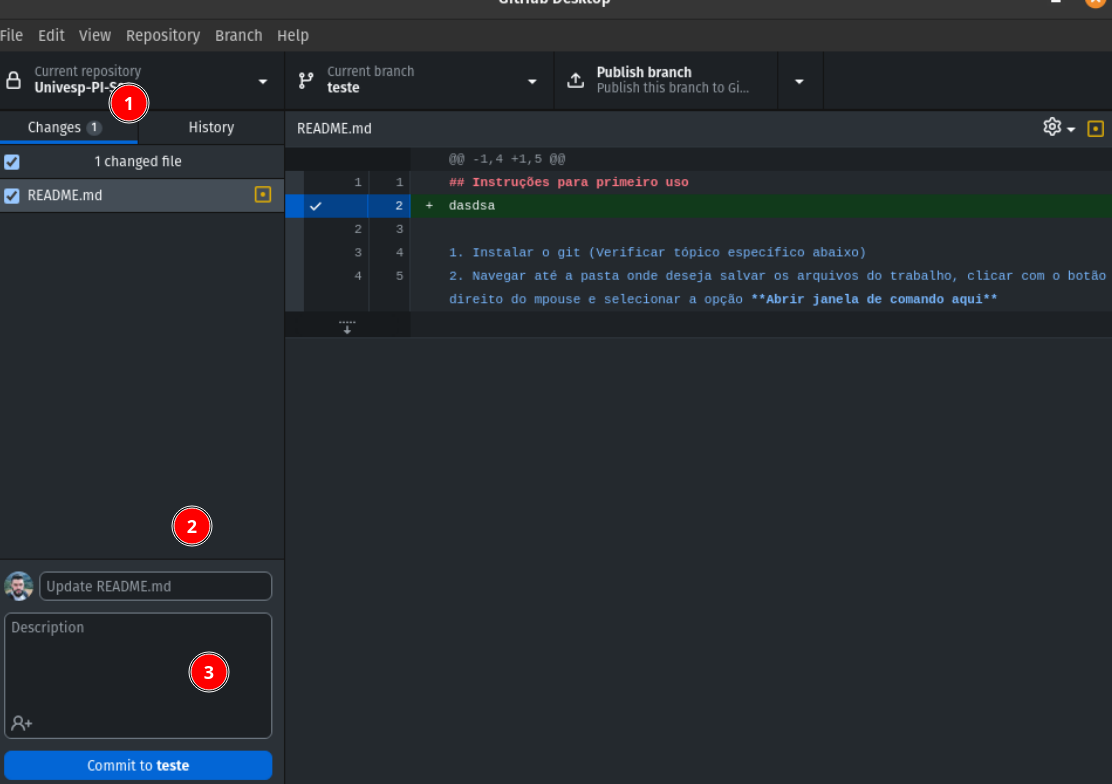 GitHub Desktop
File Edit View Repository Branch Help
Current repository
Univesp-PI-S
Current branch
teste
Publish branch
Publish this branch to Gi...
1
Changes 1
History
README.md
1 changed file
README.md
@@ -1,4 +1,5 @@
1 1 ## Instruções para primeiro uso
2 + dasdsa
2 3
3 4 1. Instalar o git (Verificar tópico específico abaixo)
4 5 2. Navegar até a pasta onde deseja salvar os arquivos do trabalho, clicar com o botão
direito do mpouse e selecionar a opção **Abrir janela de comando aqui**
2
Update README.md
Description
3
Commit to teste